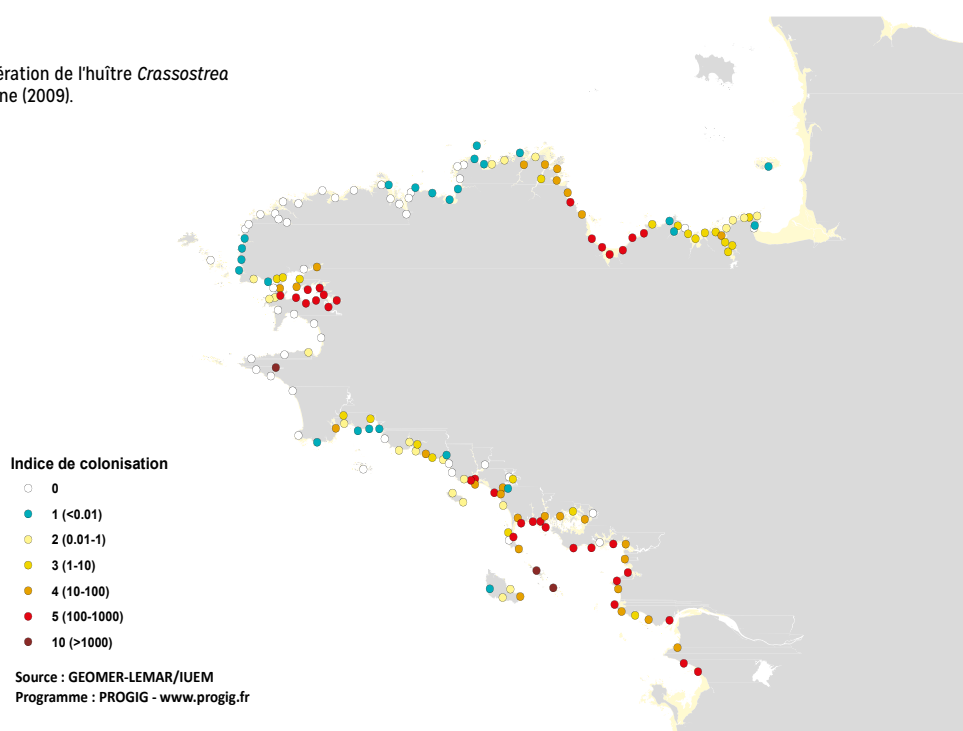 ération de l'huître Crassostrea
ne (2009).
Indice de colonisation
0
1 (<0.01)
2 (0.01-1)
3 (1-10)
4 (10-100)
5 (100-1000)
10 (>1000)
Source : GEOMER-LEMAR/IUEM
Programme : PROGIG - www.progig.fr